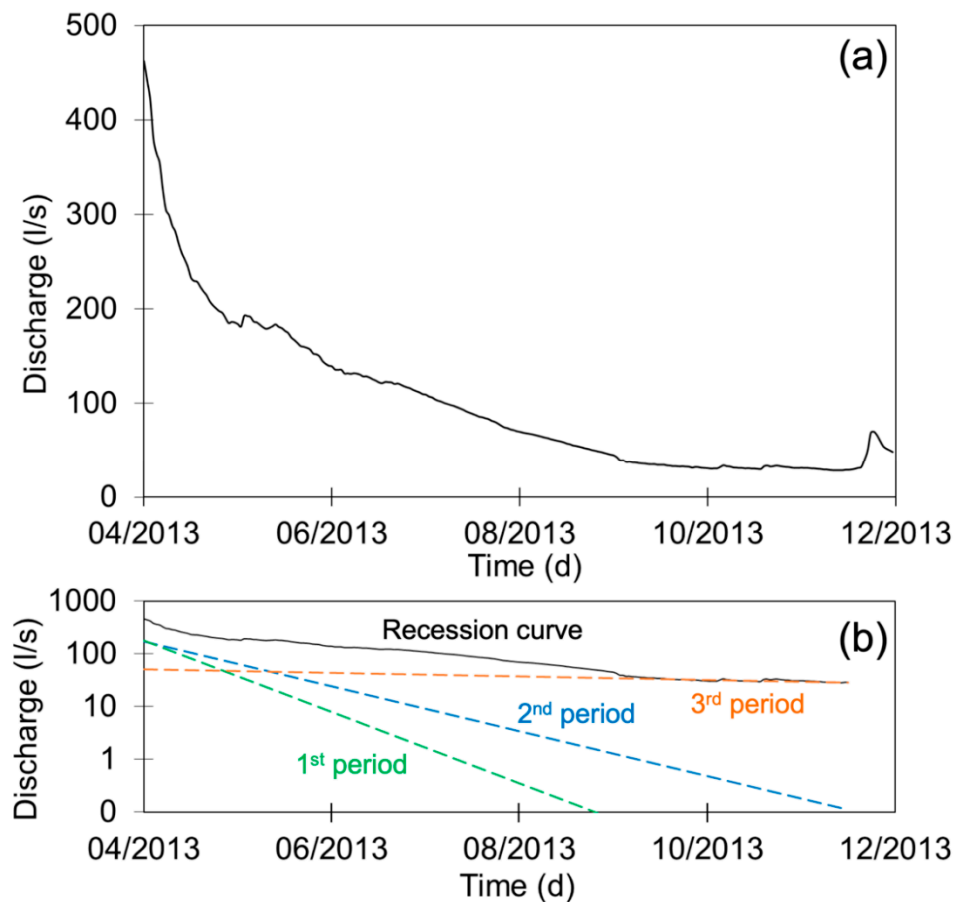 (a)
Discharge (l/s)
500
400
300
200
100
0
04/2013 06/2013 08/2013 10/2013 12/2013
Time (d)
(b)
Discharge (l/s)
1000
100
10
1
0
Recession curve
1st period
2nd period
3rd period
04/2013 06/2013 08/2013 10/2013 12/2013
Time (d)